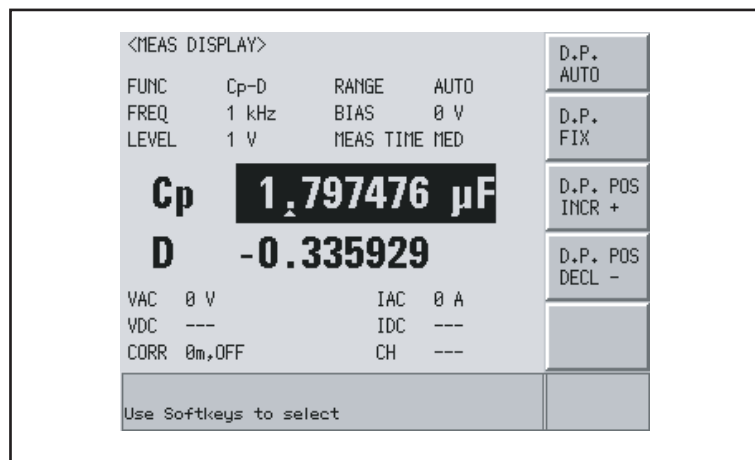 <MEAS DISPLAY>
FUNC Cp-D RANGE AUTO
FREQ 1 kHz BIAS 0 V
LEVEL 1 V MEAS TIME MED
Cp 1.797476 µF
D -0.335929
VAC 0 V IAC 0 A
VDC --- IDC ---
CORR 0m,OFF CH ---
Use Softkeys to select
D.P.
AUTO
D.P.
FIX
D.P. POS
INCR +
D.P. POS
DECL -